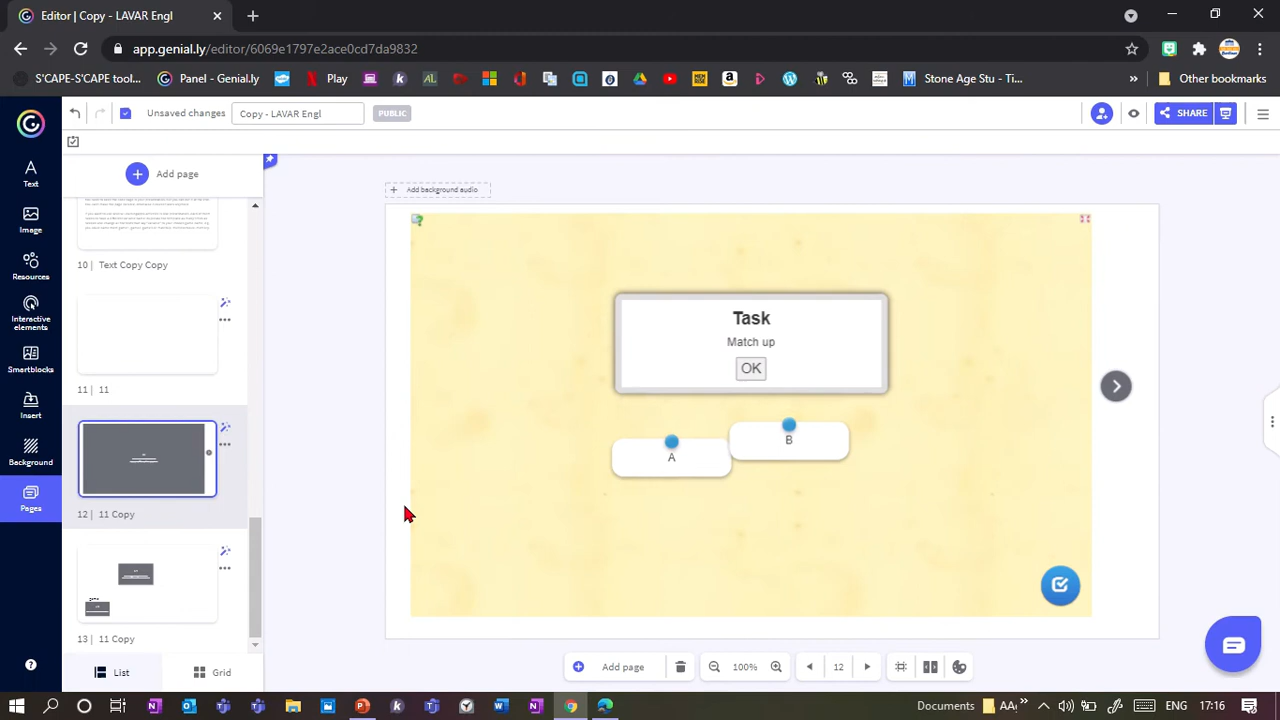 Editor | Genial.ly - LAVAR Engl
app.genial.ly/editor/6069e1797e2ace0cd7da9832
S'CAPE-S'CAPE tool... Panel - Genial.ly Play Stone Age Stu - Ti... Other bookmarks
Unsaved changes Copy - LAVAR Engl PUBLIC SHARE
Text
Image
Resources
Interactive elements
Smartblocks
Insert
Background
Pages
Add page
10 | Text Copy Copy
11 | 11
12 | 11 Copy
13 | 11 Copy
List Grid
Add background audio
Task
Match up
OK
A
B
Add page 100% 12
Documents ENG 17:16